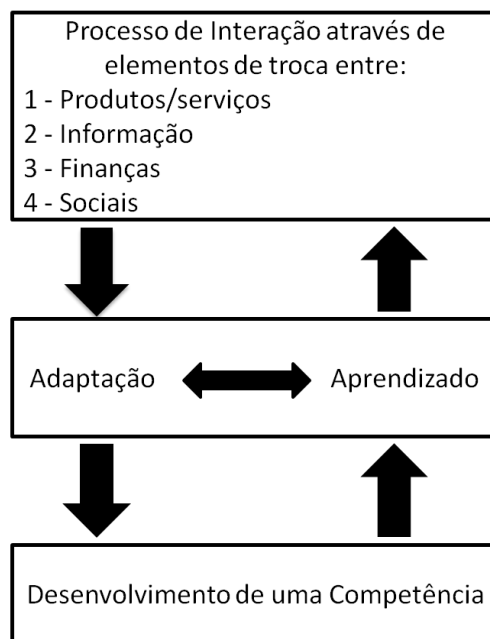 Processo de Interação através de
elementos de troca entre:
1 - Produtos/serviços
2 - Informação
3 - Finanças
4 - Sociais
Adaptação
Aprendizado
Desenvolvimento de uma Competência